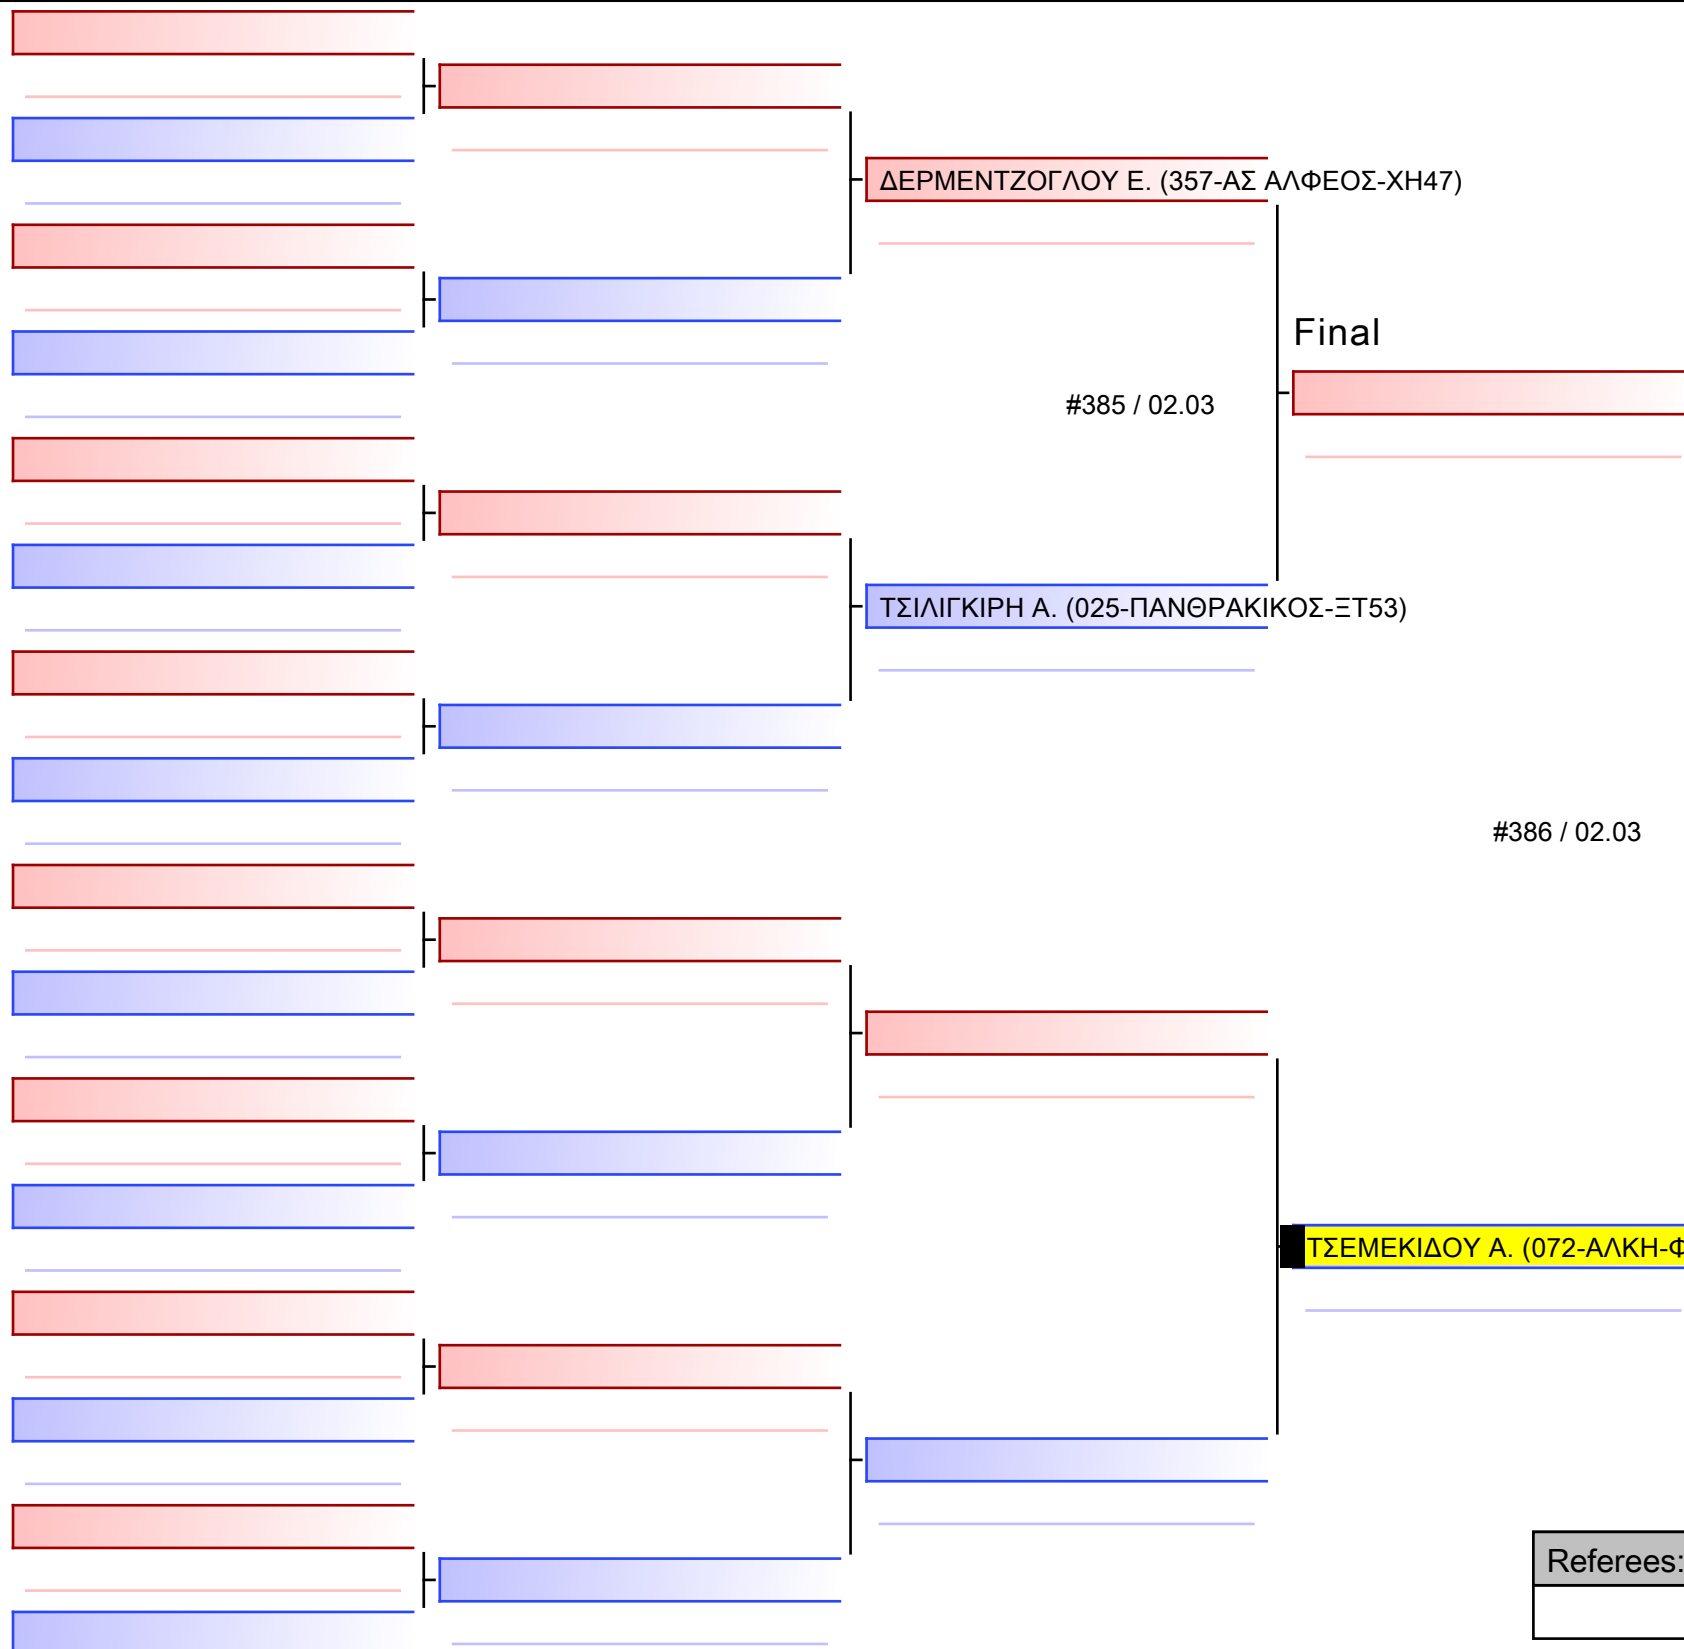 ΔΕΡΜΕΝΤΖΟΓΛΟΥ Ε. (357-ΑΣ ΑΛΦΕΟΣ-ΧΗ47)
Final
#385 / 02.03
ΤΣΙΛΙΓΚΙΡΗ Α. (025-ΠΑΝΘΡΑΚΙΚΟΣ-ΞΤ53)
#386 / 02.03
ΤΣΕΜΕΚΙΔΟΥ Α. (072-ΑΛΚΗ-Φ
Referees: